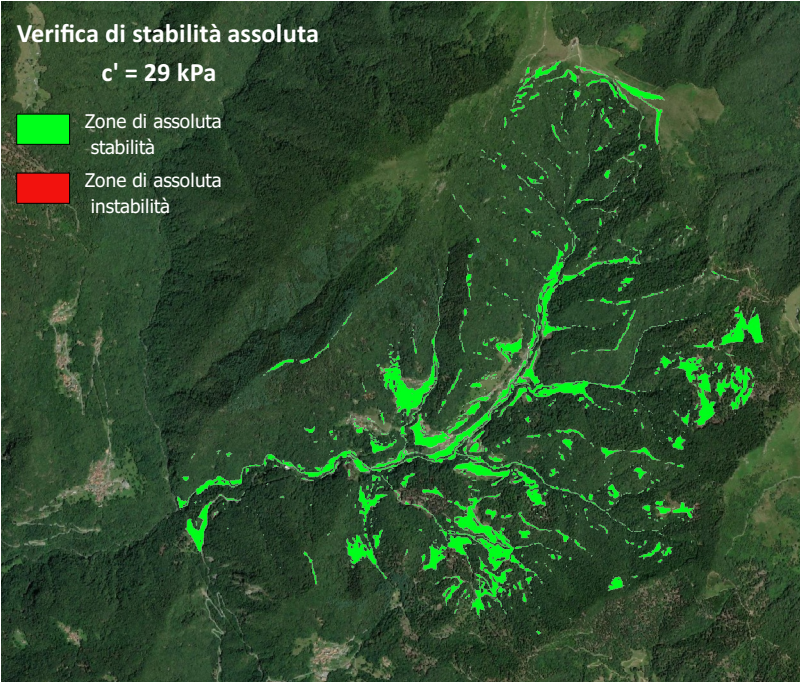 Verifica di stabilità assoluta
c' = 29 kPa
Zone di assoluta
stabilità
Zone di assoluta
instabilità